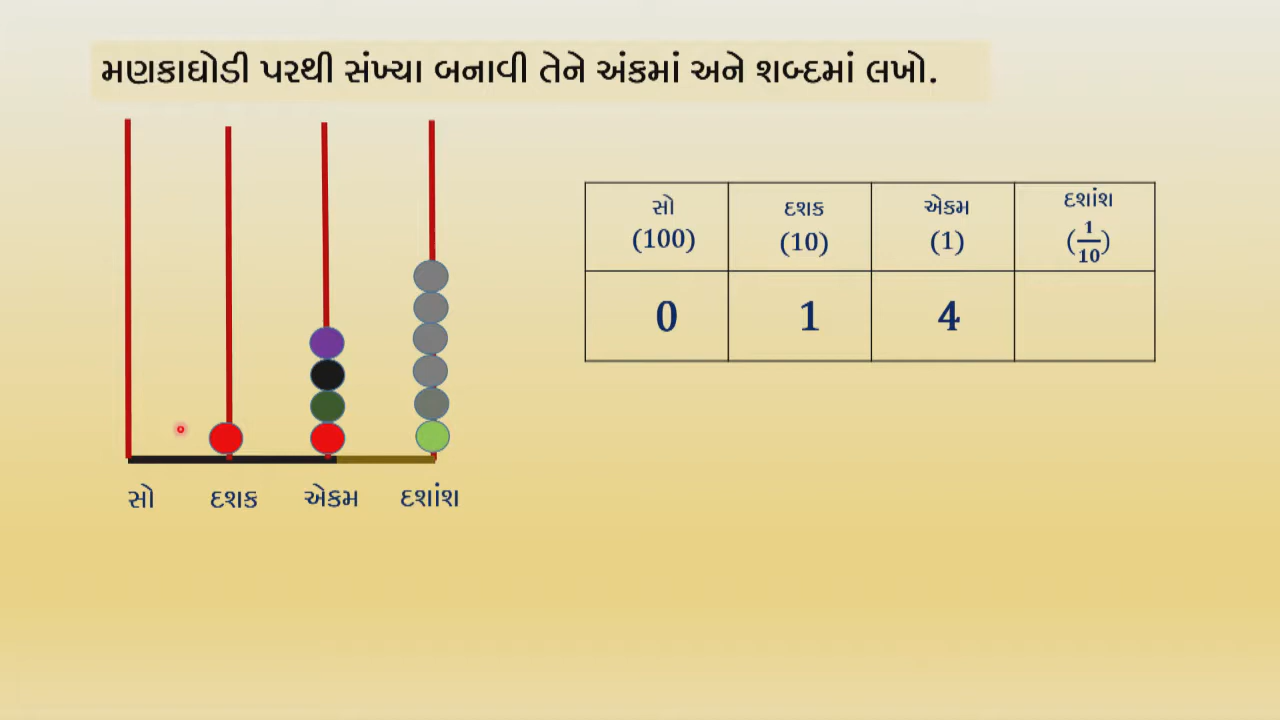 મણકાઘોડી પરથી સંખ્યા બનાવી તેને અંકમાં અને શબ્દમાં લખો.
સો દશક એકમ દશાંશ
(100) (10) (1) (1/10)
0 1 4
સો દશક એકમ દશાંશ